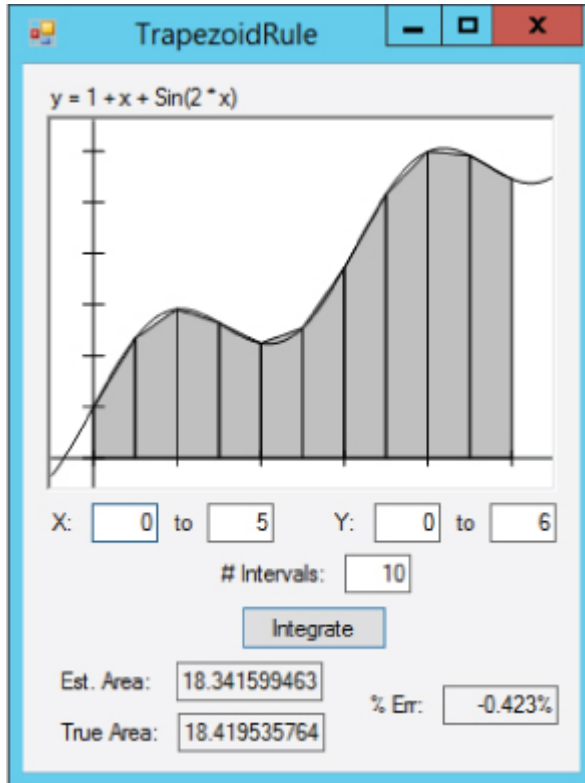 TrapezoidRule
y = 1 + x + Sin(2 * x)
X: 0 to 5 Y: 0 to 6
# Intervals: 10
Integrate
Est. Area: 18.341599463
% Err: -0.423%
True Area: 18.419535764